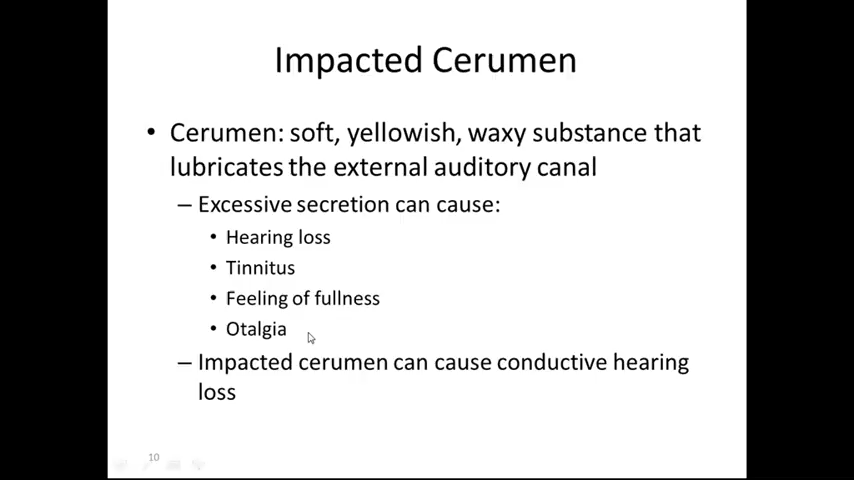 Impacted Cerumen
• Cerumen: soft, yellowish, waxy substance that
lubricates the external auditory canal
– Excessive secretion can cause:
• Hearing loss
• Tinnitus
• Feeling of fullness
• Otalgia
– Impacted cerumen can cause conductive hearing
loss
10